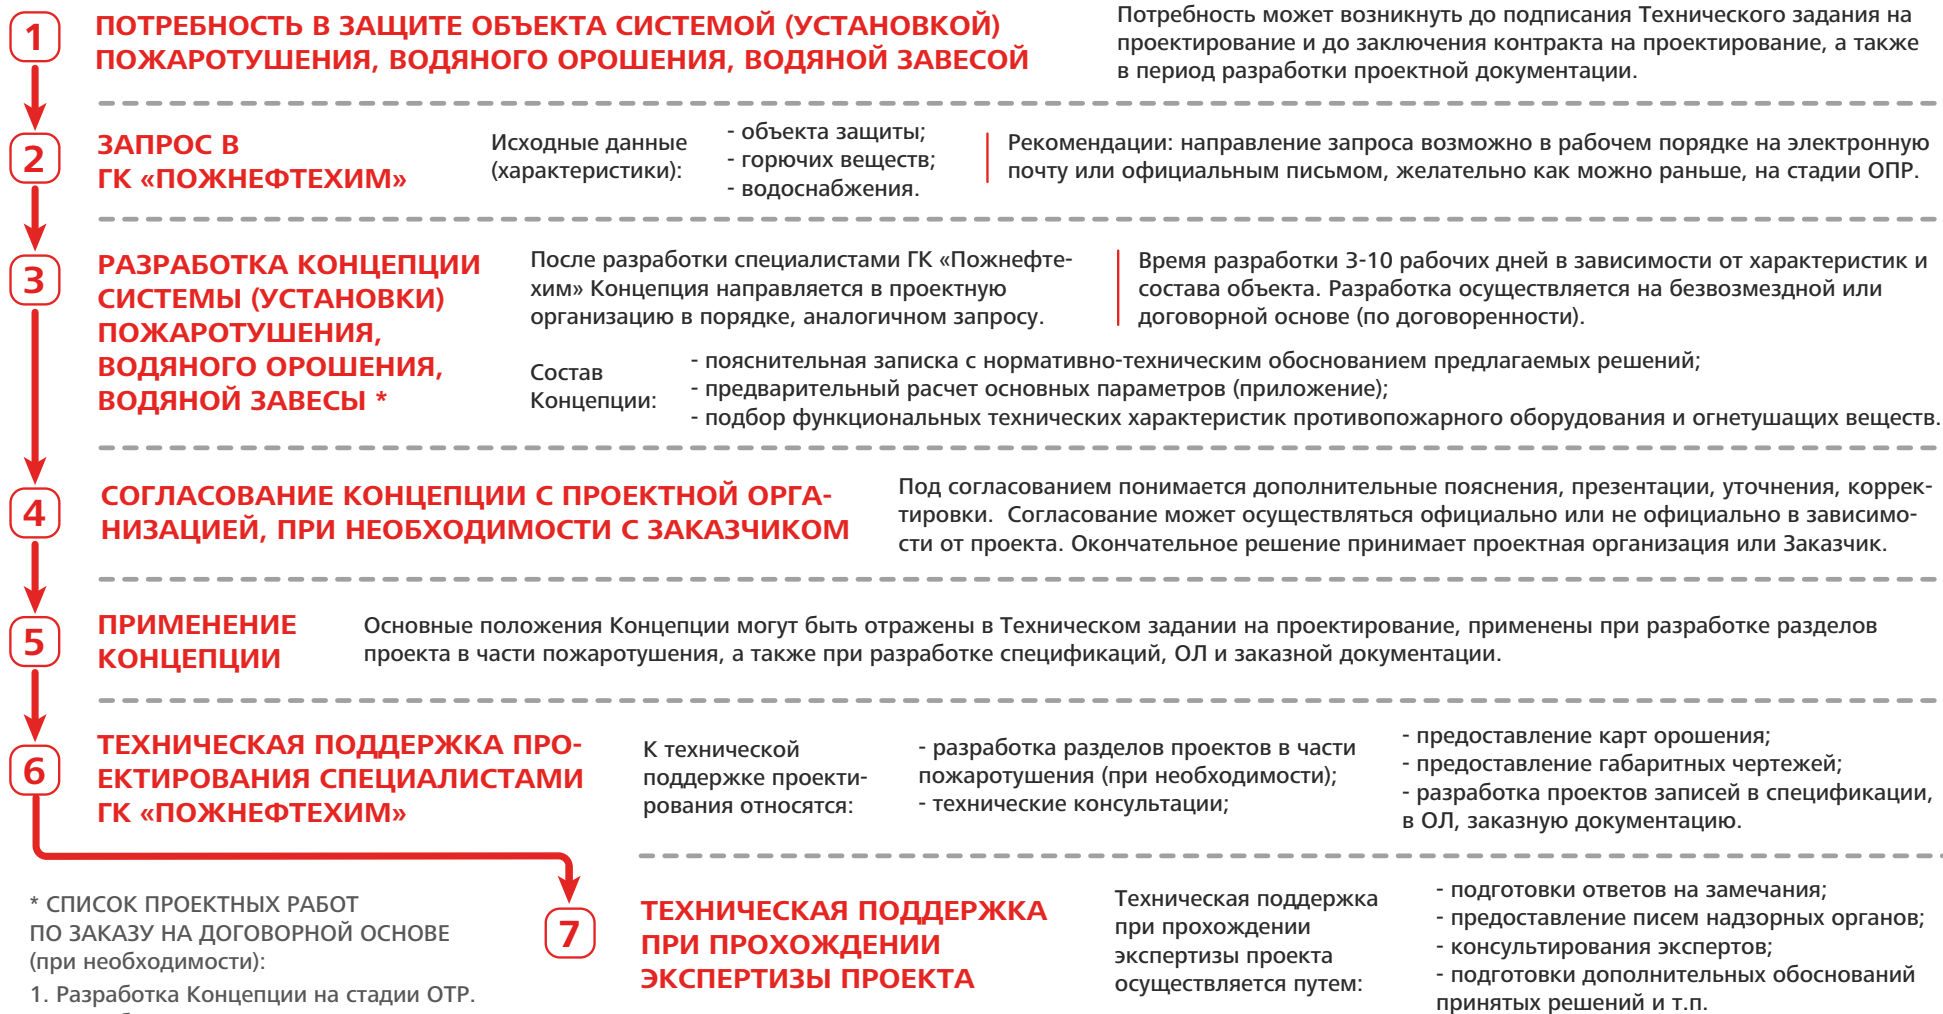 1
ПОТРЕБНОСТЬ В ЗАЩИТЕ ОБЪЕКТА СИСТЕМОЙ (УСТАНОВКОЙ)
ПОЖАРОТУШЕНИЯ, ВОДЯНОГО ОРОШЕНИЯ, ВОДЯНОЙ ЗАВЕСОЙ
Потребность может возникнуть до подписания Технического задания на
проектирование и до заключения контракта на проектирование, а также
в период разработки проектной документации.
2
ЗАПРОС В
ГК «ПОЖНЕФТЕХИМ»
Исходные данные
(характеристики):
- объекта защиты;
- горючих веществ;
- водоснабжения.
Рекомендации: направление запроса возможно в рабочем порядке на электронную
почту или официальным письмом, желательно как можно раньше, на стадии ОПР.
3
РАЗРАБОТКА КОНЦЕПЦИИ
СИСТЕМЫ (УСТАНОВКИ)
ПОЖАРОТУШЕНИЯ,
ВОДЯНОГО ОРОШЕНИЯ,
ВОДЯНОЙ ЗАВЕСЫ *
После разработки специалистами ГК «Пожнефте-
хим» Концепция направляется в проектную
организацию в порядке, аналогичном запросу.
Время разработки 3-10 рабочих дней в зависимости от характеристик и
состава объекта. Разработка осуществляется на безвозмездной или
договорной основе (по договоренности).
Состав
Концепции:
- пояснительная записка с нормативно-техническим обоснованием предлагаемых решений;
- предварительный расчет основных параметров (приложение);
- подбор функциональных технических характеристик противопожарного оборудования и огнетушащих веществ.
4
СОГЛАСОВАНИЕ КОНЦЕПЦИИ С ПРОЕКТНОЙ ОРГА-
НИЗАЦИЕЙ, ПРИ НЕОБХОДИМОСТИ С ЗАКАЗЧИКОМ
Под согласованием понимается дополнительные пояснения, презентации, уточнения, коррек-
тировки.  Согласование может осуществляться официально или не официально в зависимо-
сти от проекта. Окончательное решение принимает проектная организация или Заказчик.
5
ПРИМЕНЕНИЕ
КОНЦЕПЦИИ
Основные положения Концепции могут быть отражены в Техническом задании на проектирование, применены при разработке разделов
проекта в части пожаротушения, а также при разработке спецификаций, ОЛ и заказной документации.
6
ТЕХНИЧЕСКАЯ ПОДДЕРЖКА ПРО-
ЕКТИРОВАНИЯ СПЕЦИАЛИСТАМИ
ГК «ПОЖНЕФТЕХИМ»
К технической
поддержке проекти-
рования относятся:
- разработка разделов проектов в части
пожаротушения (при необходимости);
- технические консультации;
- предоставление карт орошения;
- предоставление габаритных чертежей;
- разработка проектов записей в спецификации,
в ОЛ, заказную документацию.
* СПИСОК ПРОЕКТНЫХ РАБОТ
ПО ЗАКАЗУ НА ДОГОВОРНОЙ ОСНОВЕ
(при необходимости):
1. Разработка Концепции на стадии ОТР.
7
ТЕХНИЧЕСКАЯ ПОДДЕРЖКА
ПРИ ПРОХОЖДЕНИИ
ЭКСПЕРТИЗЫ ПРОЕКТА
Техническая поддержка
при прохождении
экспертизы проекта
осуществляется путем:
- подготовки ответов на замечания;
- предоставление писем надзорных органов;
- консультирования экспертов;
- подготовки дополнительных обоснований
принятых решений и т.п.